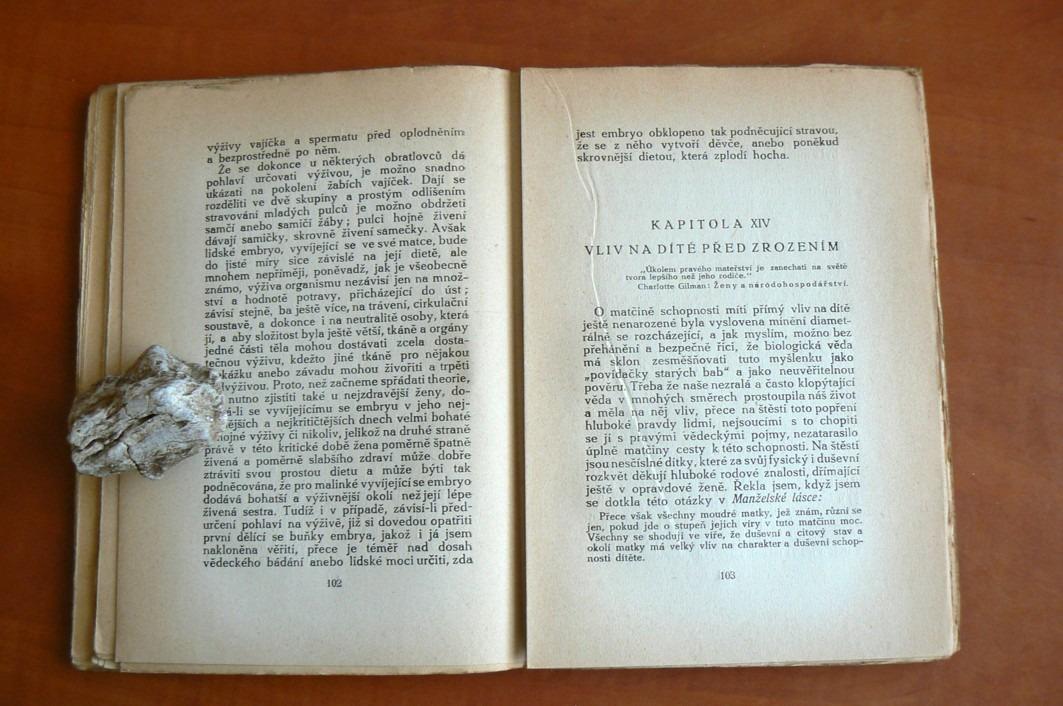 výživy vajíčka a spermatu před oplodněním
a bezprostředně po něm.
Že se dokonce u některých obratlovců dá
pohlaví určovati výživou, je možno snadno
ukázati na pokolení žabích vajíček. Dají se
rozděliti ve dvě skupiny a prostým odlišením
stravování mladých pulců je možno obdržeti
samčí anebo samičí žáby; pulci hojně živení
dávají samičky, skrovně živení samečky. Avšak
lidské embryo, vyvíjející se ve své matce, bude
do jisté míry sice závislé na její dietě, ale
mnohem nepříměji, poněvadž, jak je všeobecně
známo, výživa organismu nezávisí jen na množ-
ství a hodnotě potravy, přicházející do úst;
závisí stejně, ba ještě více, na trávení, cirkulační
soustavě, a dokonce i na neutralitě osoby, která
jí, a aby složitost byla ještě větší, tkáně a orgány
jedné části těla mohou dostávati zcela dosta-
tečnou výživu, kdežto jiné tkáně pro nějakou
kážku anebo závadu mohou živořiti a trpěti
výživou. Proto, než začneme spřádati theorie,
nutno zjistiti také u nejzdravější ženy, do-
-li se vyvíjejícímu se embryu v jeho nej-
ějších a nejkritičtějších dnech velmi bohaté
hojné výživy či nikoliv, jelikož na druhé straně
právě v této kritické době žena poměrně špatně
živená a poměrně slabšího zdraví může dobře
ztráviti svou prostou dietu a může býti tak
podněcována, že pro malinké vyvíjející se embryo
dodává bohatší a výživnější okolí než její lépe
živená sestra. Tudíž i v případě, závisí-li před-
určení pohlaví na výživě, již si dovedou opatřiti
první dělící se buňky embrya, jakož i já jsem
nakloněna věřiti, přece je téměř nad dosah
vědeckého bádání anebo lidské moci určiti, zda
102
jest embryo obklopeno tak podněcující stravou,
že se z něho vytvoří děvče, anebo poněkud
skrovnější dietou, která zplodí hocha.
KAPITOLA XIV
VLIV NA DÍTĚ PŘED ZROZENÍM
„Úkolem pravého mateřství je zanechati na světě
tvora lepšího než jeho rodiče."
Charlotte Gilman: Ženy a národohospodářství.
O matčině schopnosti míti přímý vliv na dítě
ještě nenarozené byla vyslovena mínění diamet-
rálně se rozcházející, a jak myslím, možno bez
přehánění a bezpečně říci, že biologická věda
má sklon zesměšňovati tuto myšlenku jako
„povídačky starých bab" a jako neuvěřitelnou
pověru. Třeba že naše nezralá a často klopýtající
věda v mnohých směrech prostoupila náš život
a měla na něj vliv, přece na štěstí toto popření
hluboké pravdy lidmi, nejsoucími s to chopiti
se jí s pravými vědeckými pojmy, nezatarasilo
úplně matčiny cesty k této schopnosti. Na štěstí
jsou nesčíslné dítky, které za svůj fysický i duševní
rozkvět děkují hluboké rodové znalosti, dřímající
ještě v opravdové ženě. Řekla jsem, když jsem
se dotkla této otázky v Manželské lásce:
Přece však všechny moudré matky, jež znám, různí se
jen, pokud jde o stupeň jejich víry v tuto matčinu moc.
Všechny se shodují ve víře, že duševní a citový stav a
okolí matky má velký vliv na charakter a duševní schop-
nosti dítěte.
103